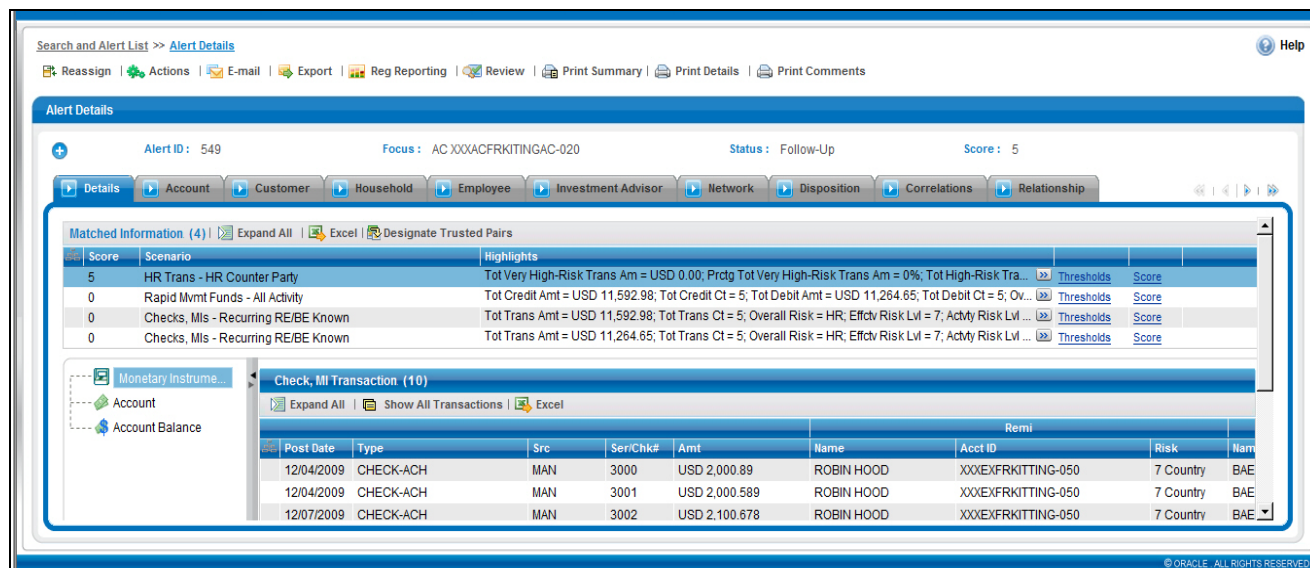 Search and Alert List >> Alert Details
Help
Reassign | Actions | E-mail | Export | Reg Reporting | Review | Print Summary | Print Details | Print Comments
Alert Details
Alert ID : 549 Focus : AC XXXACFRKITINGAC-020 Status : Follow-Up Score : 5
Details Account Customer Household Employee Investment Advisor Network Disposition Correlations Relationship
Matched Information (4) | Expand All | Excel | Designate Trusted Pairs
Score Scenario Highlights
5 HR Trans - HR Counter Party Tot Very High-Risk Trans Am = USD 0.00; Prctg Tot Very High-Risk Trans Am = 0%; Tot High-Risk Tra... Thresholds Score
0 Rapid Mvmt Funds - All Activity Tot Credit Amt = USD 11,592.98; Tot Credit Ct = 5; Tot Debit Amt = USD 11,264.65; Tot Debit Ct = 5; Ov... Thresholds Score
0 Checks, MIs - Recurring RE/BE Known Tot Trans Amt = USD 11,592.98; Tot Trans Ct = 5; Overall Risk = HR; Effctv Risk Lvl = 7; Actvty Risk Lvl ... Thresholds Score
0 Checks, MIs - Recurring RE/BE Known Tot Trans Amt = USD 11,264.65; Tot Trans Ct = 5; Overall Risk = HR; Effctv Risk Lvl = 7; Actvty Risk Lvl ... Thresholds Score
Monetary Instrume...
Account
Account Balance
Check, MI Transaction (10)
Expand All | Show All Transactions | Excel
Remi
Post Date Type Src Ser/Chk# Amt Name Acct ID Risk Nam
12/04/2009 CHECK-ACH MAN 3000 USD 2,000.89 ROBIN HOOD XXXEXFRKITTING-050 7 Country BAE
12/04/2009 CHECK-ACH MAN 3001 USD 2,000.589 ROBIN HOOD XXXEXFRKITTING-050 7 Country BAE
12/07/2009 CHECK-ACH MAN 3002 USD 2,100.678 ROBIN HOOD XXXEXFRKITTING-050 7 Country BAE
© ORACLE . ALL RIGHTS RESERVED